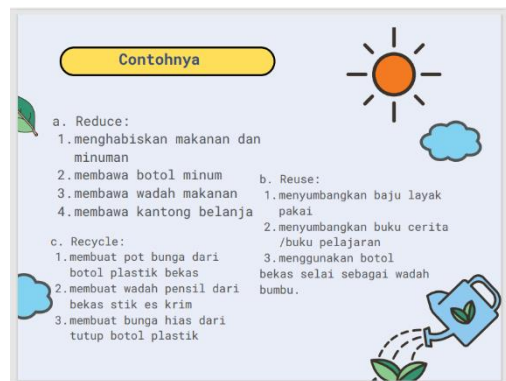 Contohnya
a. Reduce:
1.menghabiskan makanan dan
minuman
2.membawa botol minum
3.membawa wadah makanan
4.membawa kantong belanja
b. Reuse:
1.menyumbangkan baju layak
pakai
2.menyumbangkan buku cerita
/buku pelajaran
3.menggunakan botol
bekas selai sebagai wadah
bumbu.
c. Recycle:
1.membuat pot bunga dari
botol plastik bekas
2.membuat wadah pensil dari
bekas stik es krim
3.membuat bunga hias dari
tutup botol plastik